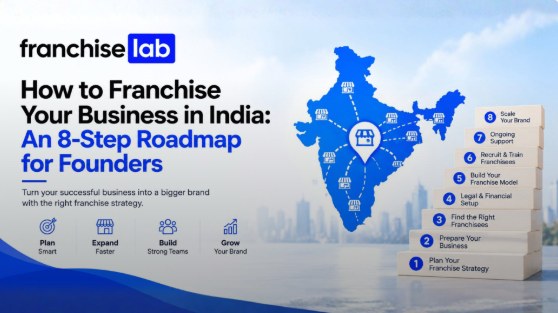 franchise lab
How to Franchise
Your Business in India:
An 8-Step Roadmap
for Founders
Turn your successful business into a bigger brand
with the right franchise strategy.
Plan
Smart
Expand
Faster
Build
Strong Teams
Grow
Your Brand
8 Scale
Your Brand
7 Ongoing
Support
6 Recruit & Train
Franchisees
5 Build Your
Franchise Model
4 Legal & Financial
Setup
3 Find the Right
Franchisees
2 Prepare Your
Business
1 Plan Your
Franchise Strategy